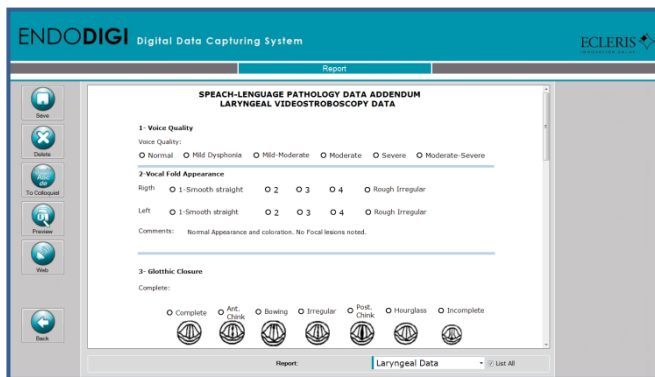 ENDODIGI Digital Data Capturing System
ECLERIS
Report
SPEACH-LENGUAGE PATHOLOGY DATA ADDENDUM
LARYNGEAL VIDEOSTROBOSCOPY DATA
Save
Delete
To Colloquiel
Preview
Web
Back
1- Voice Quality
Voice Quality:
Normal Mild Dysphonia Mild-Moderate Moderate Severe Moderate-Severe
2-Vocal Fold Appearance
Rigth 1-Smooth straight 2 3 4 Rough Irregular
Left 1-Smooth straight 2 3 4 Rough Irregular
Comments: Normal Appearance and coloration. No Focal lesions noted.
3- Glotthic Closure
Complete:
Complete Ant. Chink Bowing Irregular Post. Chink Hourglass Incomplete
Report: Laryngeal Data List All